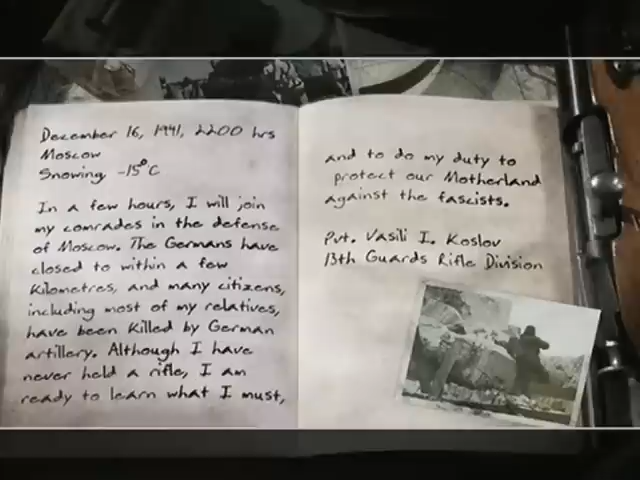 December 16, 1941, 2200 hrs
Moscow
Snowing, -15°C
In a few hours, I will join
my comrades in the defense
of Moscow. The Germans have
closed to within a few
kilometres, and many citizens,
including most of my relatives,
have been killed by German
artillery. Although I have
never held a rifle, I am
ready to learn what I must,
and to do my duty to
protect our Motherland
against the fascists.
Pvt. Vasili I. Koslov
13th Guards Rifle Division